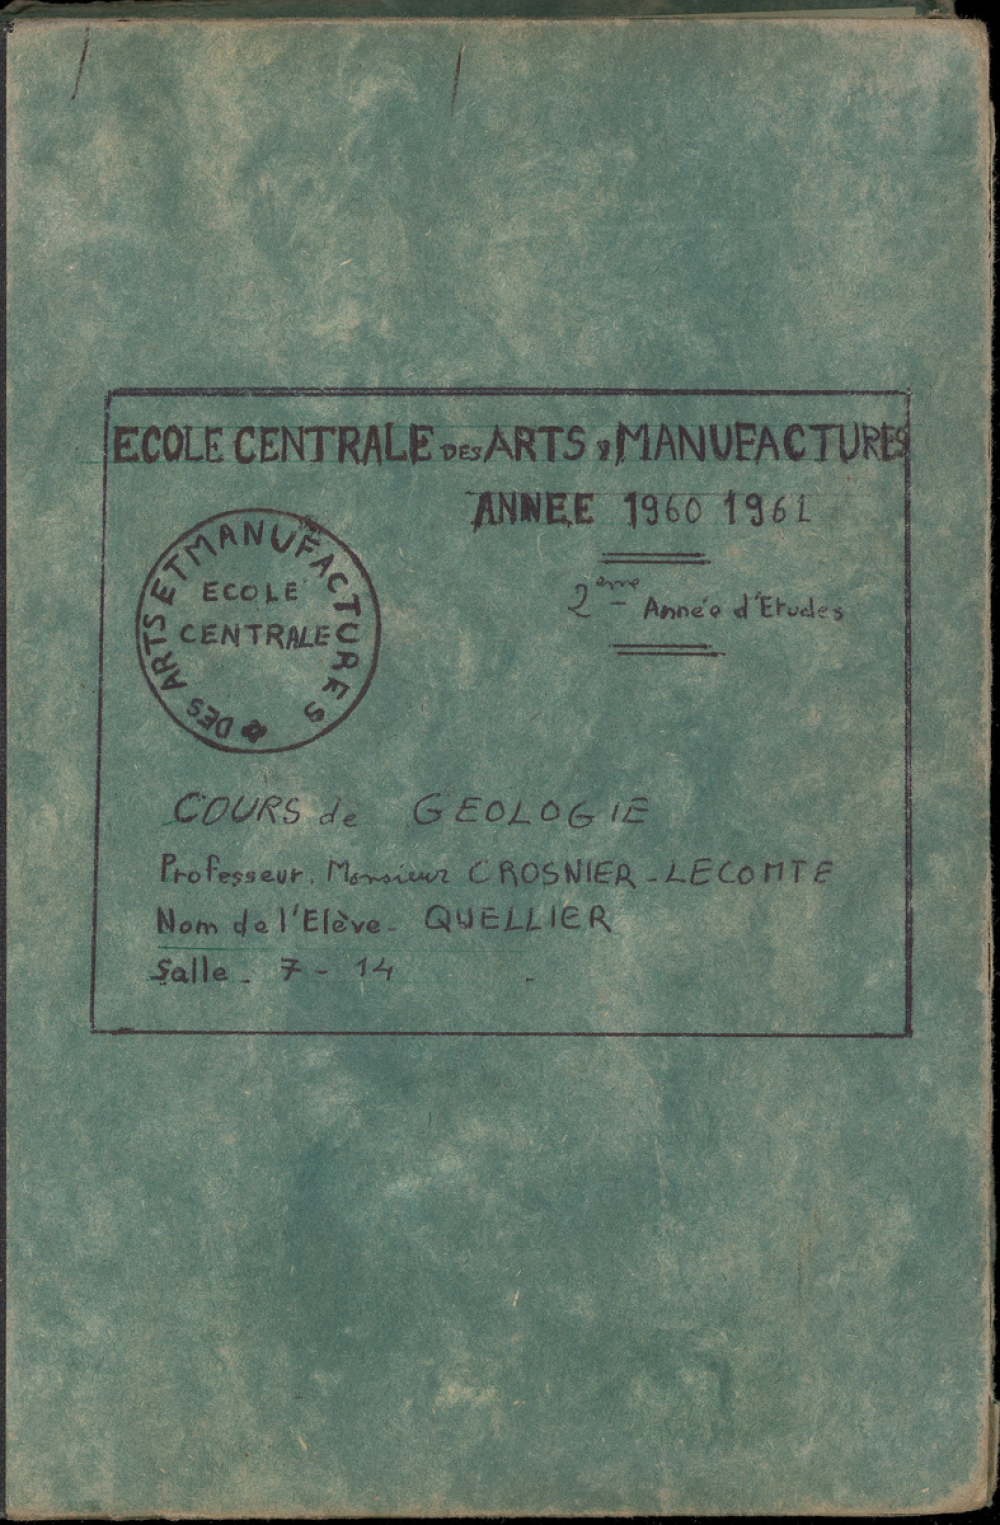 ECOLE CENTRALE DES ARTS & MANUFACTURES
ANNEE 1960 1961
2eme Année d'Etudes
DES ARTS ET MANUFACTURES
ECOLE
CENTRALE
COURS de GEOLOGIE
Professeur. Monsieur CROSNIER-LECOMTE
Nom de l'Elève - QUELLIER
Salle - 7 - 14